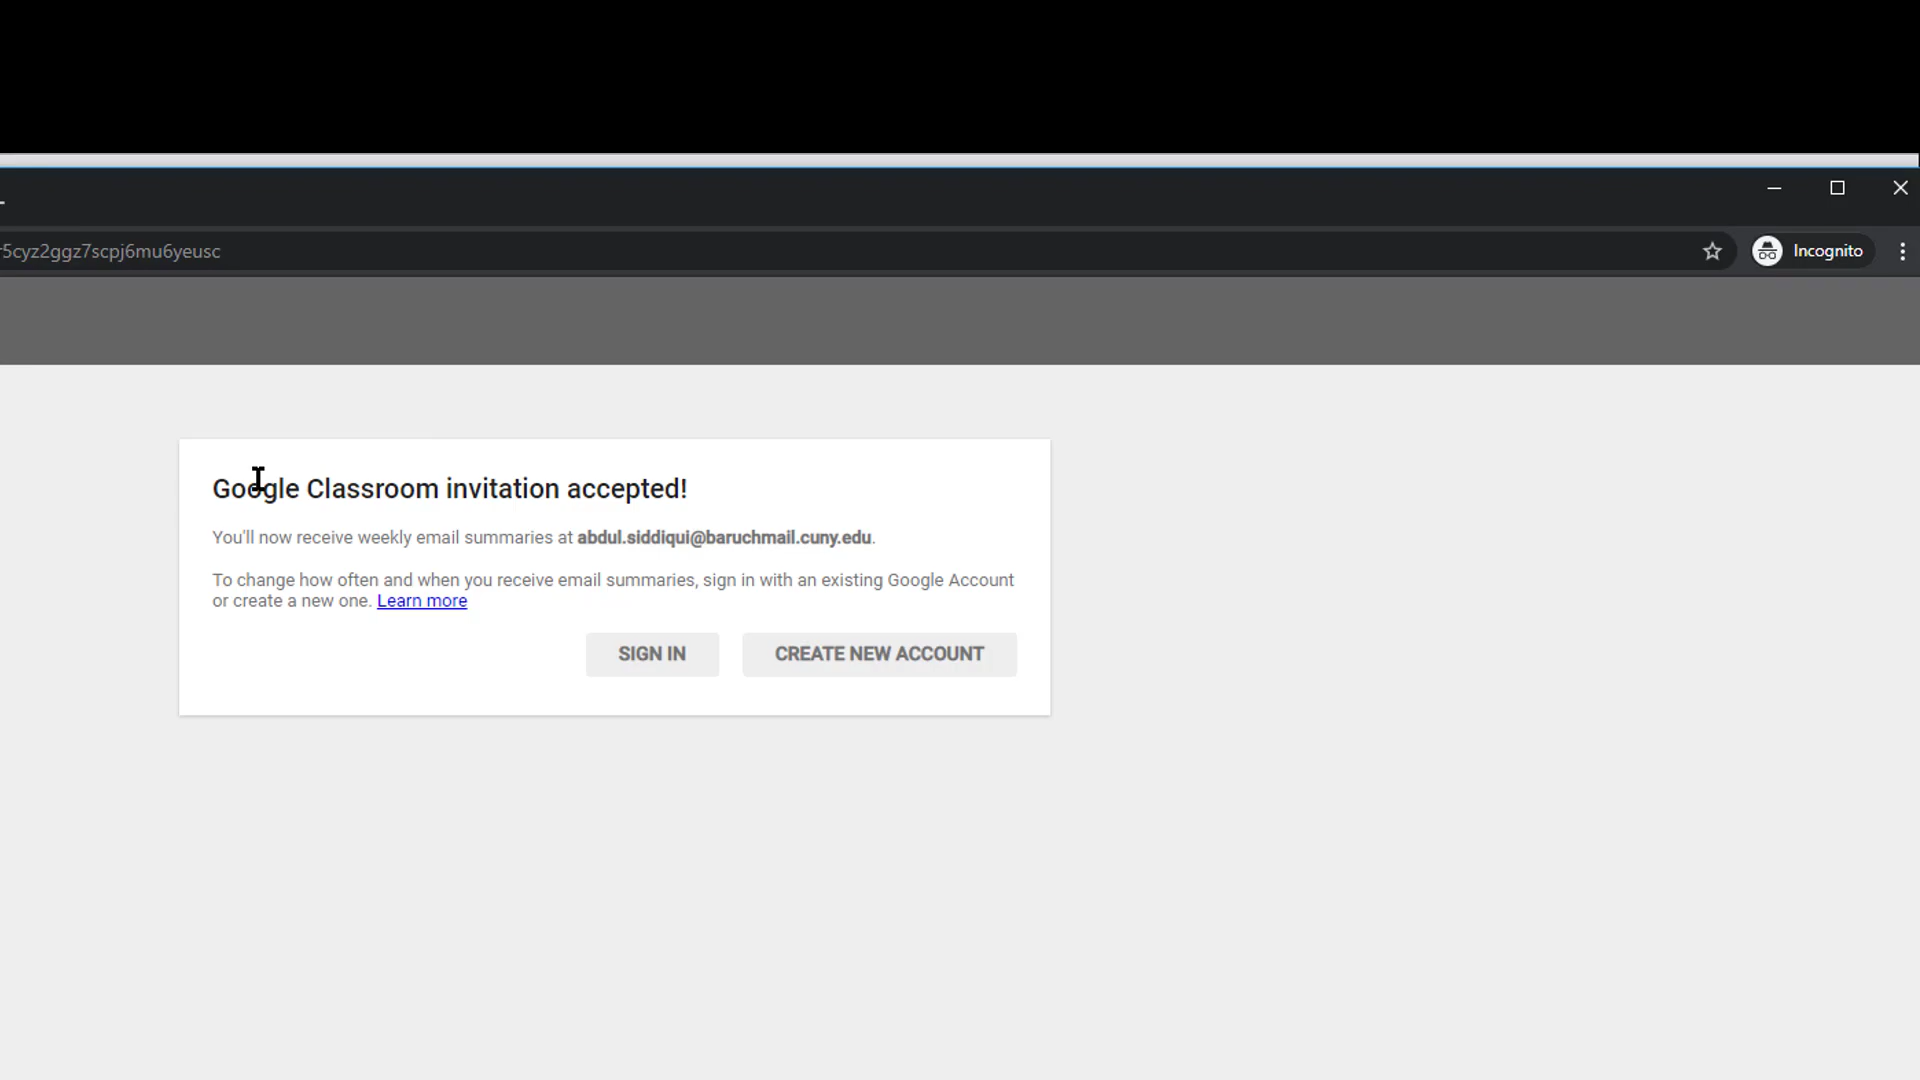 r5cyz2ggz7scpj6mu6yeusc
Incognito
Google Classroom invitation accepted!
You'll now receive weekly email summaries at abdul.siddiqui@baruchmail.cuny.edu.
To change how often and when you receive email summaries, sign in with an existing Google Account
or create a new one. Learn more
SIGN IN
CREATE NEW ACCOUNT